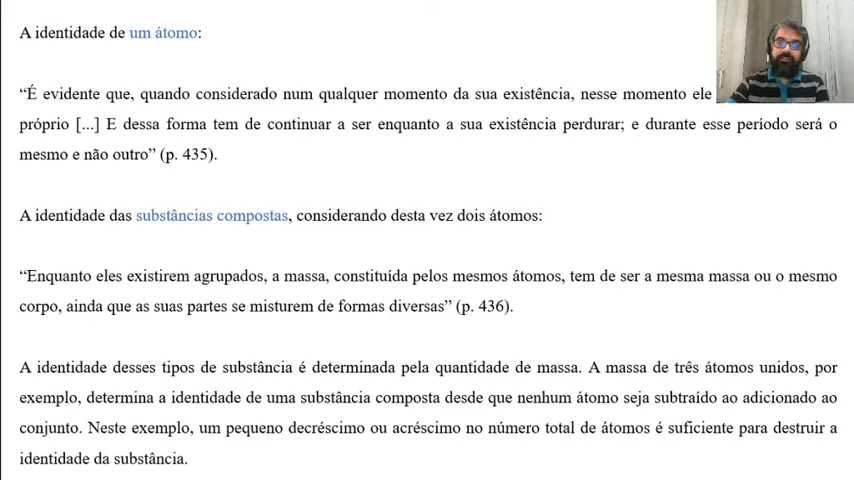 A identidade de um átomo:
“É evidente que, quando considerado num qualquer momento da sua existência, nesse momento ele
próprio [...] E dessa forma tem de continuar a ser enquanto a sua existência perdurar; e durante esse período será o
mesmo e não outro” (p. 435).
A identidade das substâncias compostas, considerando desta vez dois átomos:
“Enquanto eles existirem agrupados, a massa, constituída pelos mesmos átomos, tem de ser a mesma massa ou o mesmo
corpo, ainda que as suas partes se misturem de formas diversas” (p. 436).
A identidade desses tipos de substância é determinada pela quantidade de massa. A massa de três átomos unidos, por
exemplo, determina a identidade de uma substância composta desde que nenhum átomo seja subtraído ao adicionado ao
conjunto. Neste exemplo, um pequeno decréscimo ou acréscimo no número total de átomos é suficiente para destruir a
identidade da substância.